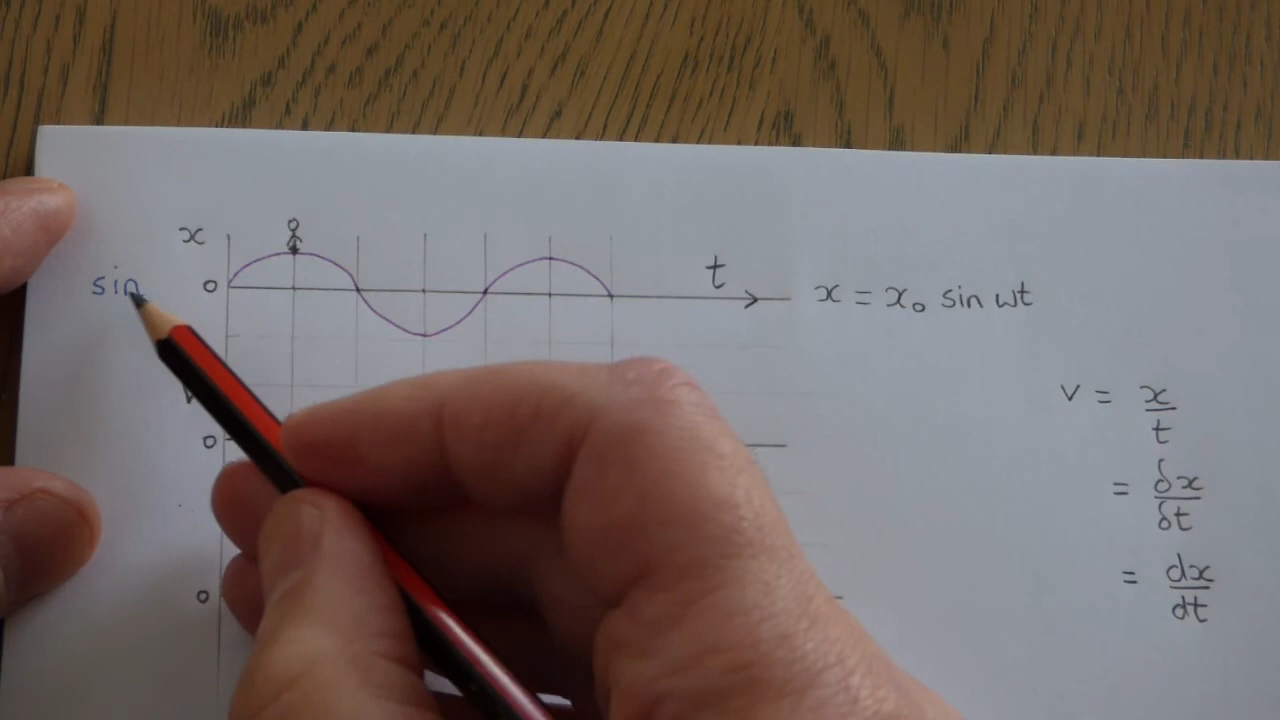 x
sin 0 t x = x₀ sin ωt
v = x/t
0
= δx/δt
= dx/dt
0